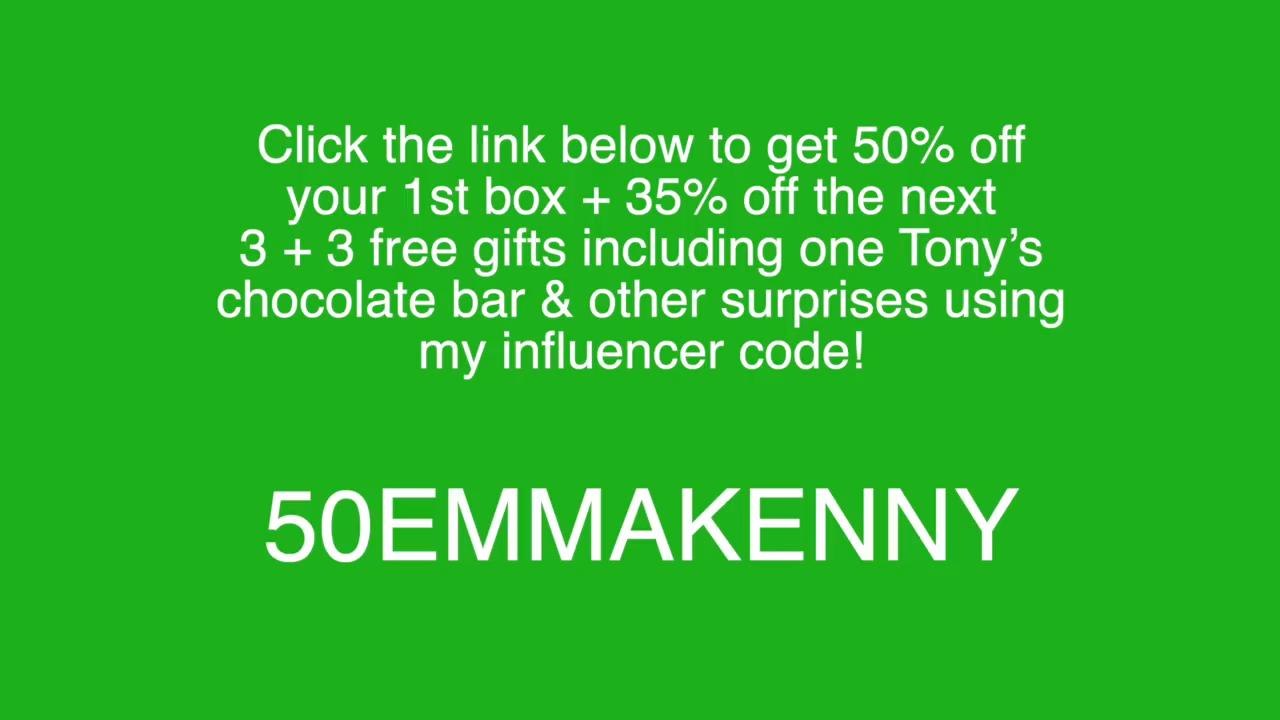 Click the link below to get 50% off
your 1st box + 35% off the next
3 + 3 free gifts including one Tony’s
chocolate bar & other surprises using
my influencer code!
50EMMAKENNY